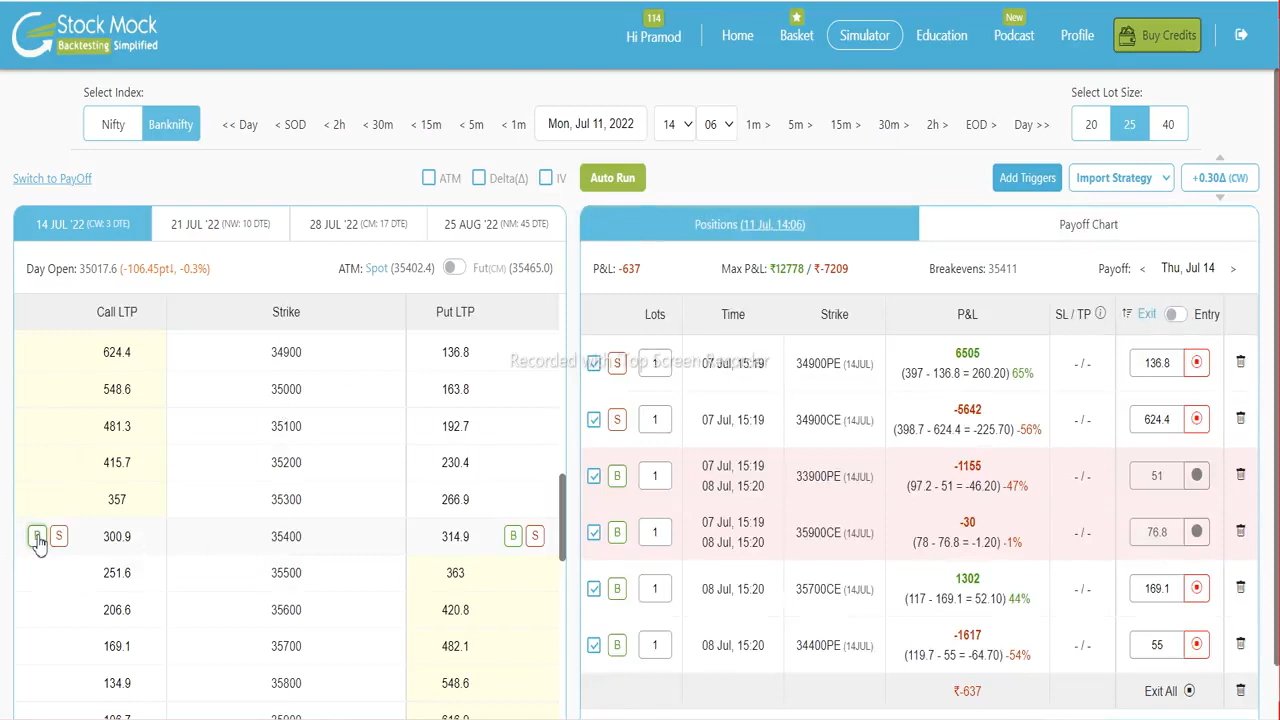 Stock Mock
Backtesting Simplified
114
Hi Pramod
Home
Basket
Simulator
Education
New
Podcast
Profile
Buy Credits
Select Index:
Nifty
Banknifty
<< Day
< SOD
< 2h
< 30m
< 15m
< 5m
< 1m
Mon, Jul 11, 2022
14
06
1m >
5m >
15m >
30m >
2h >
EOD >
Day >>
Select Lot Size:
20
25
40
Switch to PayOff
ATM
Delta(Δ)
IV
Auto Run
Add Triggers
Import Strategy
+0.30Δ (CW)
14 JUL '22 (CW: 3 DTE)
21 JUL '22 (NW: 10 DTE)
28 JUL '22 (CM: 17 DTE)
25 AUG '22 (NM: 45 DTE)
Day Open: 35017.6 (-106.45pt↓, -0.3%)
ATM: Spot (35402.4)
Fut(CM) (35465.0)
Call LTP Strike Put LTP
624.4 34900 136.8
548.6 35000 163.8
481.3 35100 192.7
415.7 35200 230.4
357 35300 266.9
B S 300.9 35400 314.9 B S
251.6 35500 363
206.6 35600 420.8
169.1 35700 482.1
134.9 35800 548.6
Positions (11 Jul, 14:06)
Payoff Chart
P&L: -637
Max P&L: ₹12778 / ₹-7209
Breakevens: 35411
Payoff: < Thu, Jul 14 >
Lots Time Strike P&L SL / TP Exit Entry
Recorded with Top Screen Recorder
6505
S 1 07 Jul, 15:19 34900PE (14JUL) - / - 136.8
(397 - 136.8 = 260.20) 65%
-5642
S 1 07 Jul, 15:19 34900CE (14JUL) - / - 624.4
(398.7 - 624.4 = -225.70) -56%
07 Jul, 15:19 -1155
B 1 33900PE (14JUL) - / - 51
08 Jul, 15:20 (97.2 - 51 = -46.20) -47%
07 Jul, 15:19 -30
B 1 35900CE (14JUL) - / - 76.8
08 Jul, 15:20 (78 - 76.8 = -1.20) -1%
1302
B 1 08 Jul, 15:20 35700CE (14JUL) - / - 169.1
(117 - 169.1 = 52.10) 44%
-1617
B 1 08 Jul, 15:20 34400PE (14JUL) - / - 55
(119.7 - 55 = -64.70) -54%
₹-637 Exit All